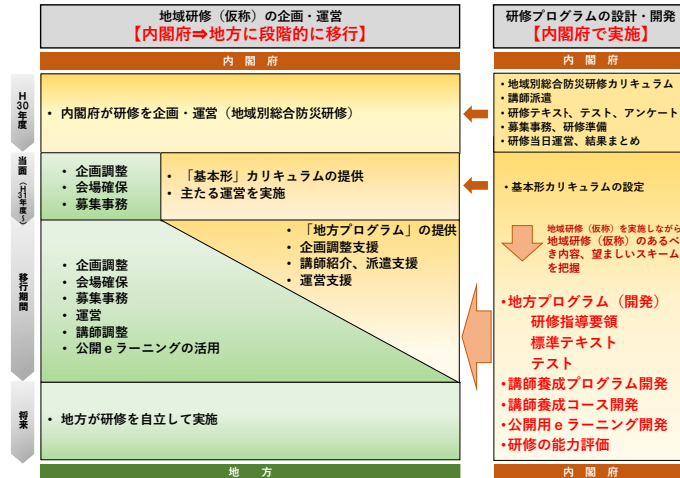 地域研修（仮称）の企画・運営
【内閣府⇒地方に段階的に移行】
内 閣 府
H30年度
・ 内閣府が研修を企画・運営（地域別総合防災研修）
当面（H31年度～）
・ 企画調整
・ 会場確保
・ 募集事務
・ 「基本形」カリキュラムの提供
・ 主たる運営を実施
移行期間
・ 「地方プログラム」の提供
・ 企画調整支援
・ 講師紹介、派遣支援
・ 運営支援
・ 企画調整
・ 会場確保
・ 募集事務
・ 運営
・ 講師調整
・ 公開ｅラーニングの活用
将来
・ 地方が研修を自立して実施
地 方
研修プログラムの設計・開発
【内閣府で実施】
内 閣 府
・地域別総合防災研修カリキュラム
・講師派遣
・研修テキスト、テスト、アンケート
・募集事務、研修準備
・研修当日運営、結果まとめ
・基本形カリキュラムの設定
地域研修（仮称）を実施しながら
地域研修（仮称）のあるべ
き内容、望ましいスキーム
を把握
・地方プログラム（開発）
研修指導要領
標準テキスト
テスト
・講師養成プログラム開発
・講師養成コース開発
・公開用ｅラーニング開発
・研修の能力評価
内 閣 府